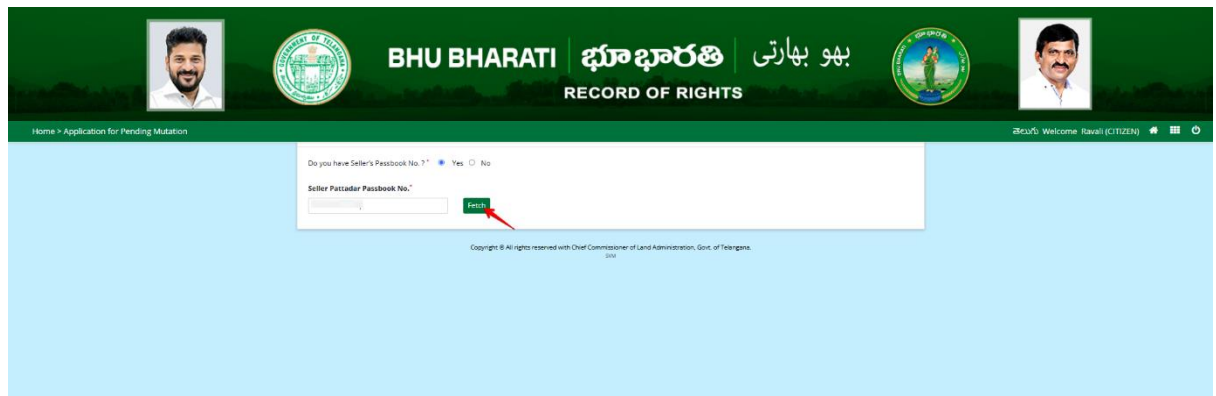 BHU BHARATI భూ భారతి بھو بھارتی
RECORD OF RIGHTS
Home > Application for Pending Mutation
తెలుగు Welcome Ravali (CITIZEN)
Do you have Seller's Passbook No. ? * Yes No
Seller Pattadar Passbook No.*
Fetch
Copyright © All rights reserved with Chief Commissioner of Land Administration, Govt. of Telangana.